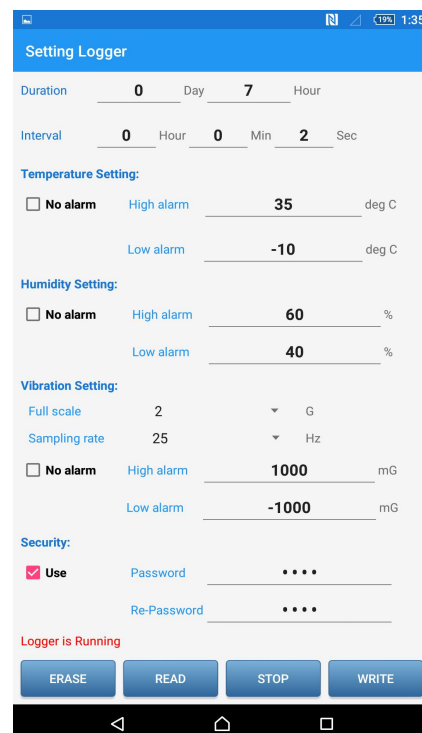 19% 1:35
Setting Logger
Duration 0 Day 7 Hour
Interval 0 Hour 0 Min 2 Sec
Temperature Setting:
No alarm High alarm 35 deg C
Low alarm -10 deg C
Humidity Setting:
No alarm High alarm 60 %
Low alarm 40 %
Vibration Setting:
Full scale 2 G
Sampling rate 25 Hz
No alarm High alarm 1000 mG
Low alarm -1000 mG
Security:
Use Password ••••
Re-Password ••••
Logger is Running
ERASE READ STOP WRITE